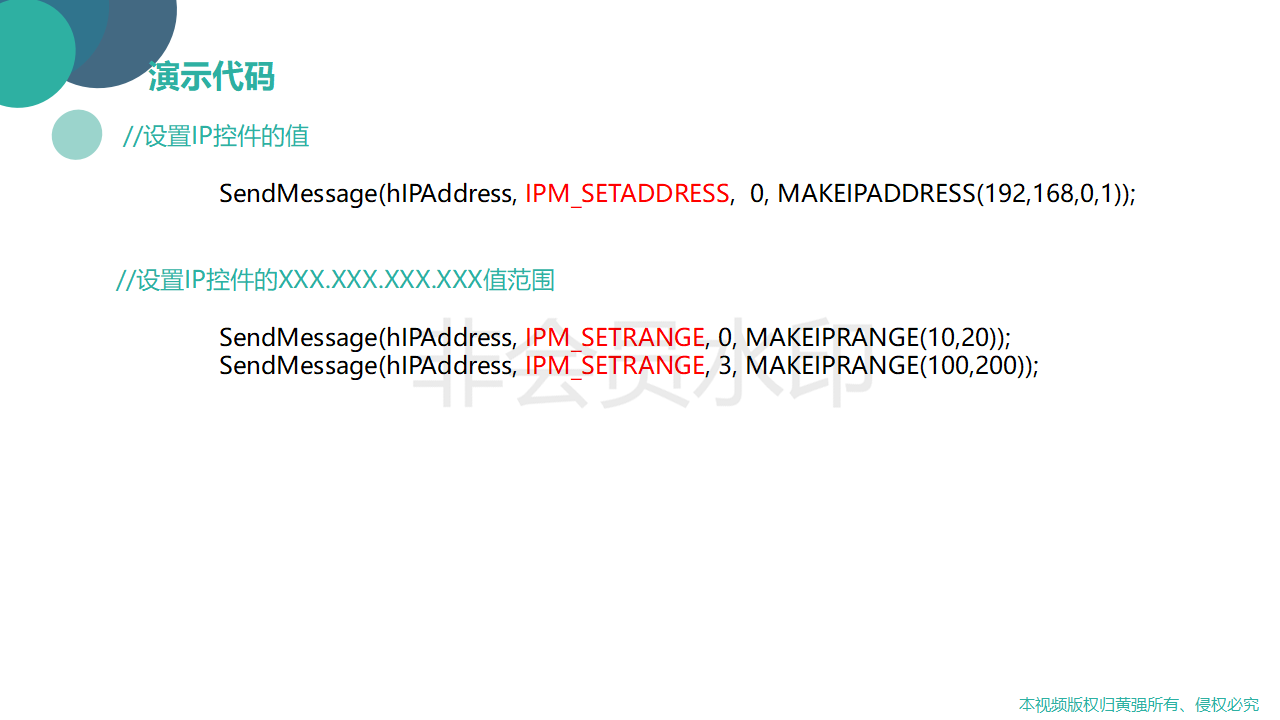 演示代码
//设置IP控件的值
SendMessage(hIPAddress, IPM_SETADDRESS,  0, MAKEIPADDRESS(192,168,0,1));
//设置IP控件的XXX.XXX.XXX.XXX值范围
SendMessage(hIPAddress, IPM_SETRANGE, 0, MAKEIPRANGE(10,20));
SendMessage(hIPAddress, IPM_SETRANGE, 3, MAKEIPRANGE(100,200));
非会员水印
本视频版权归黄强所有、侵权必究